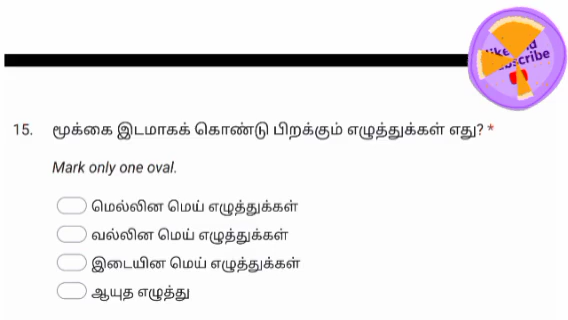 15. மூக்கை இடமாகக் கொண்டு பிறக்கும் எழுத்துக்கள் எது? *
Mark only one oval.
மெல்லின மெய் எழுத்துக்கள்
வல்லின மெய் எழுத்துக்கள்
இடையின மெய் எழுத்துக்கள்
ஆயுத எழுத்து